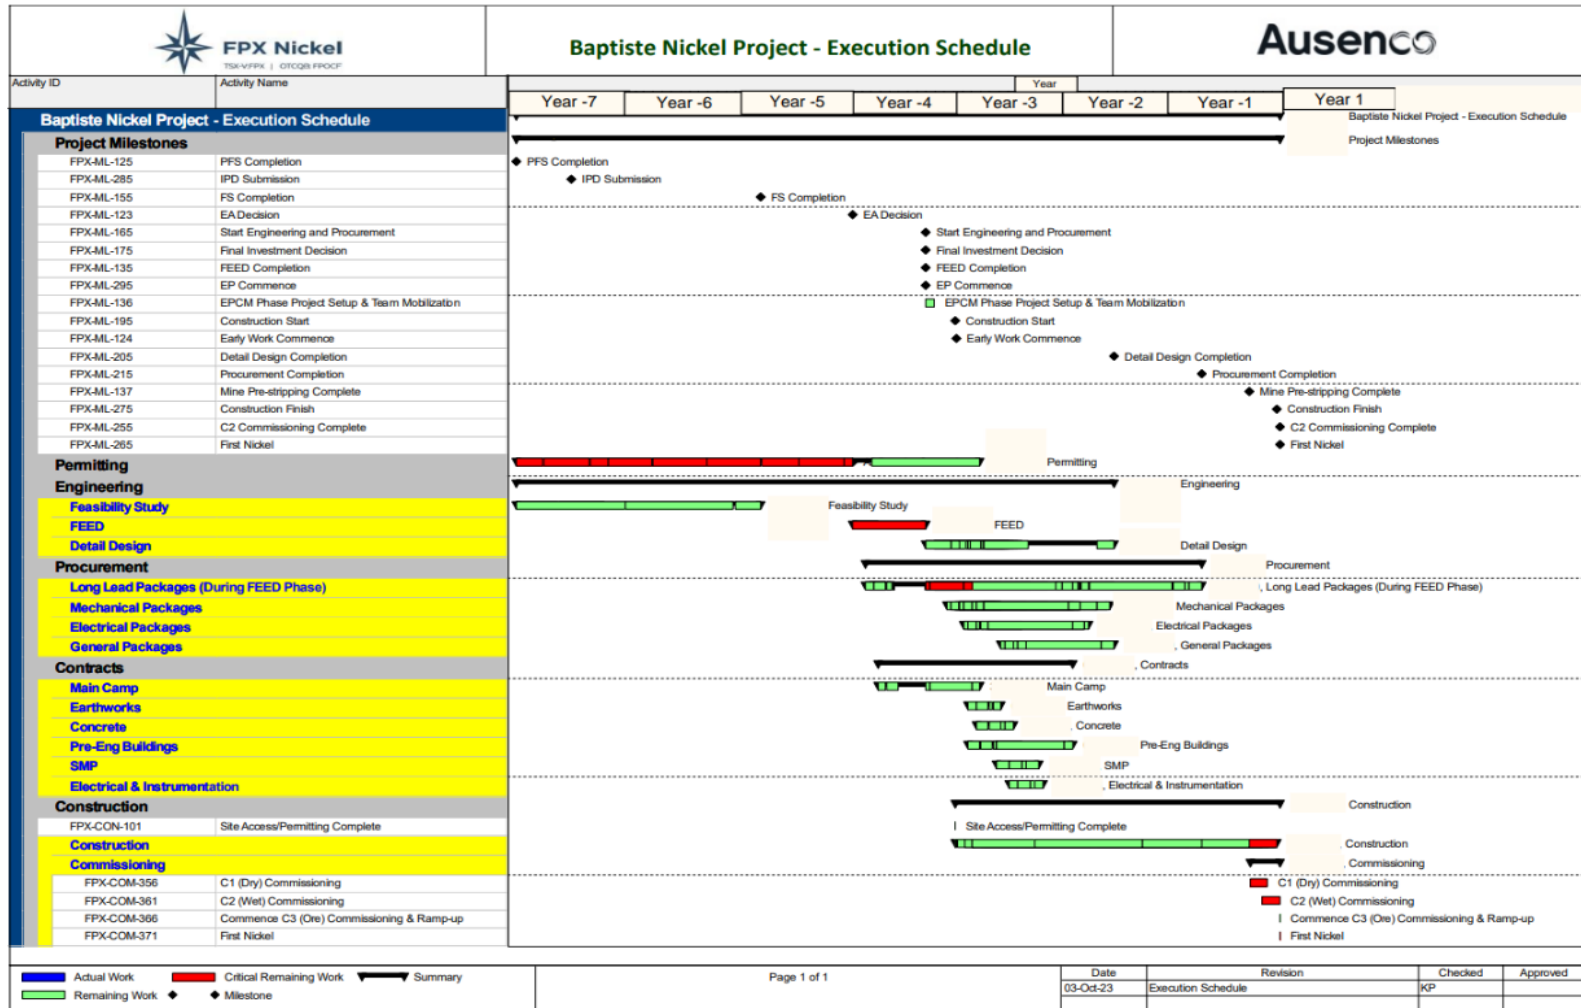 FPX Nickel
TSX-V:FPX | OTCQB:FPOCF
Baptiste Nickel Project - Execution Schedule
Ausenco
Activity ID Activity Name Year
Year -7 Year -6 Year -5 Year -4 Year -3 Year -2 Year -1 Year 1
Baptiste Nickel Project - Execution Schedule Baptiste Nickel Project - Execution Schedule
Project Milestones Project Milestones
FPX-ML-125 PFS Completion PFS Completion
FPX-ML-285 IPD Submission IPD Submission
FPX-ML-155 FS Completion FS Completion
FPX-ML-123 EA Decision EA Decision
FPX-ML-165 Start Engineering and Procurement Start Engineering and Procurement
FPX-ML-175 Final Investment Decision Final Investment Decision
FPX-ML-135 FEED Completion FEED Completion
FPX-ML-295 EP Commence EP Commence
FPX-ML-136 EPCM Phase Project Setup & Team Mobilization EPCM Phase Project Setup & Team Mobilization
FPX-ML-195 Construction Start Construction Start
FPX-ML-124 Early Work Commence Early Work Commence
FPX-ML-205 Detail Design Completion Detail Design Completion
FPX-ML-215 Procurement Completion Procurement Completion
FPX-ML-137 Mine Pre-stripping Complete Mine Pre-stripping Complete
FPX-ML-275 Construction Finish Construction Finish
FPX-ML-255 C2 Commissioning Complete C2 Commissioning Complete
FPX-ML-265 First Nickel First Nickel
Permitting Permitting
Engineering Engineering
Feasibility Study Feasibility Study
FEED FEED
Detail Design Detail Design
Procurement Procurement
Long Lead Packages (During FEED Phase) , Long Lead Packages (During FEED Phase)
Mechanical Packages Mechanical Packages
Electrical Packages Electrical Packages
General Packages , General Packages
Contracts , Contracts
Main Camp Main Camp
Earthworks Earthworks
Concrete , Concrete
Pre-Eng Buildings Pre-Eng Buildings
SMP SMP
Electrical & Instrumentation , Electrical & Instrumentation
Construction Construction
FPX-CON-101 Site Access/Permitting Complete Site Access/Permitting Complete
Construction , Construction
Commissioning , Commissioning
FPX-COM-356 C1 (Dry) Commissioning C1 (Dry) Commissioning
FPX-COM-361 C2 (Wet) Commissioning C2 (Wet) Commissioning
FPX-COM-366 Commence C3 (Ore) Commissioning & Ramp-up Commence C3 (Ore) Commissioning & Ramp-up
FPX-COM-371 First Nickel First Nickel
Actual Work Critical Remaining Work Summary
Remaining Work Milestone
Page 1 of 1
Date Revision Checked Approved
03-Oct-23 Execution Schedule KP